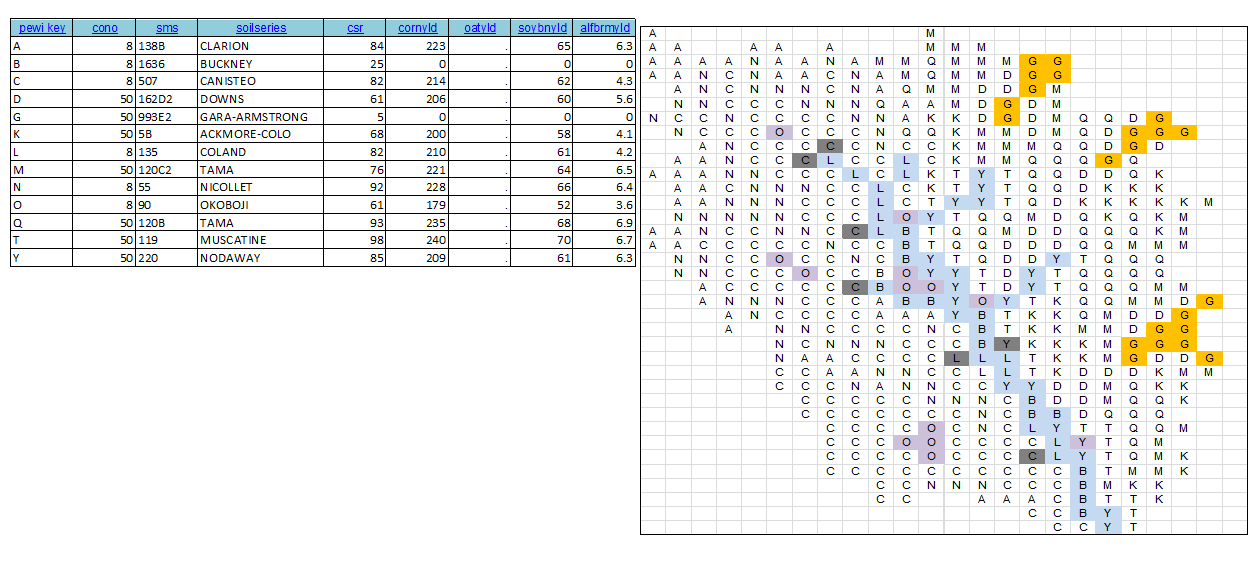 pewi key cono sms soilseries csr cornyld oatyld soybnyld alfbrmyld
A 8 138B CLARION 84 223 . 65 6.3
B 8 1636 BUCKNEY 25 0 . 0 0
C 8 507 CANISTEO 82 214 . 62 4.3
D 50 162D2 DOWNS 61 206 . 60 5.6
G 50 993E2 GARA-ARMSTRONG 5 0 . 0 0
K 50 5B ACKMORE-COLO 68 200 . 58 4.1
L 8 135 COLAND 82 210 . 61 4.2
M 50 120C2 TAMA 76 221 . 64 6.5
N 8 55 NICOLLET 92 228 . 66 6.4
O 8 90 OKOBOJI 61 179 . 52 3.6
Q 50 120B TAMA 93 235 . 68 6.9
T 50 119 MUSCATINE 98 240 . 70 6.7
Y 50 220 NODAWAY 85 209 . 61 6.3
A M
A A A A A M M M
A A A A N A A N A M M Q M M M G G
A A N C N A A C N A M Q M M D G G
A N C N N N C N A Q M M D D G M
N N C C C N N N Q A A M D G D
N C C N C C C C N N A K K D G D M Q Q D G
N C C C O C C C N Q Q K M M D M Q D G G G
A N C C C C N C C C K M M M Q Q D G D
A A N C C C L C C L C K M M Q Q Q G Q
A A A N N C C C L C L K T Y T Q Q D D Q K
A A C N N N C C L C K T Y T Q Q D K K K
A A N N N C C C L C T Y Y T Q D K K K K K M
N N N N N C C C L O Y T Q Q M D Q K Q K M
A A N C C N N C C L B T Q Q M D D Q Q K M
A A C C C C C N C C B T Q Q D D D Q Q M M M
N N C C O C C N C B Y T Q D D Y T Q Q Q
N N C C C O C C B O Y Y T D Y T Q Q Q Q
A C C C C C C B O O Y T D Y T Q Q Q M M
A N N N C C C A B B Y O Y T K Q Q M M D G
A N C C C C A A A Y B T K K Q M D D G
A N N C C C C N C B T K K M M D G G
N C N N N C C C B Y K K K M G G G
N A A C C C C L L L T K K M G D D G
C C A A N N C C L L T K D D D K M M
C C C N A N N C C Y Y D D M Q K K
C C C C C N N N C B D D M Q Q K
C C C C C C N C B B D Q Q Q
C C C C O C N C L Y T T Q Q M
C C C O O C C C C L Y T Q M
C C C C O C C C C L Y T Q M K
C C C C C C C C C C B T M M K
C C N N N C C C B M K K
C C A A A C B T T K
C C B Y T
C C Y T